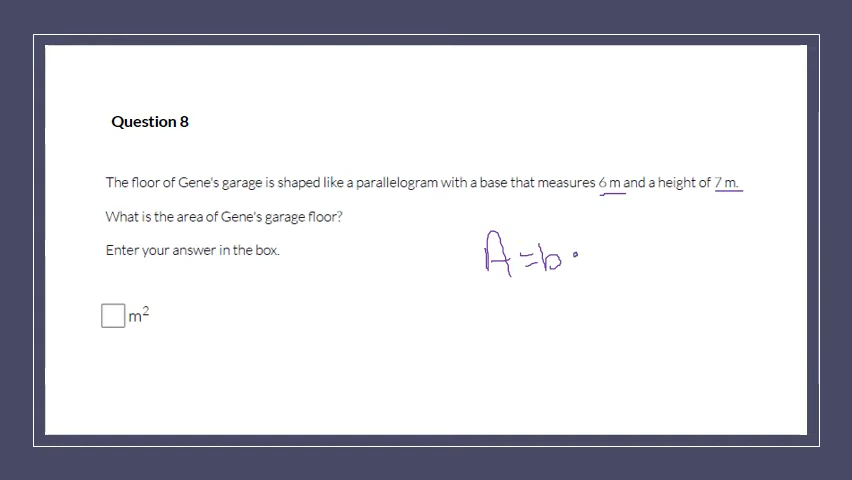 Question 8
The floor of Gene's garage is shaped like a parallelogram with a base that measures 6 m and a height of 7 m.
What is the area of Gene's garage floor?
Enter your answer in the box.
A = b ·
m²